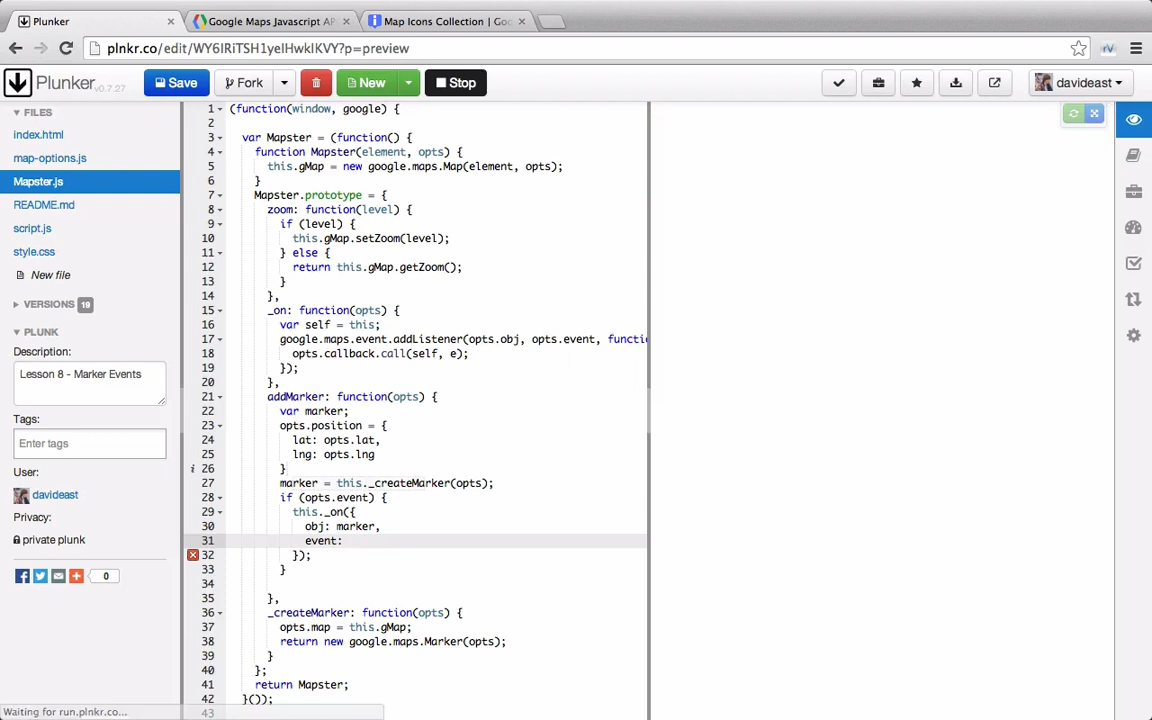 Plunker
Google Maps Javascript AP
Map Icons Collection | Goo
plnkr.co/edit/WY6lRiTSH1yeIHwkIKVY?p=preview
Plunker v0.7.27
Save
Fork
New
Stop
davideast
FILES
index.html
map-options.js
Mapster.js
README.md
script.js
style.css
New file
VERSIONS 19
PLUNK
Description:
Lesson 8 - Marker Events
Tags:
Enter tags
User:
davideast
Privacy:
private plunk
0
Waiting for run.plnkr.co...
1 (function(window, google) {
2
3 var Mapster = (function() {
4 function Mapster(element, opts) {
5 this.gMap = new google.maps.Map(element, opts);
6 }
7 Mapster.prototype = {
8 zoom: function(level) {
9 if (level) {
10 this.gMap.setZoom(level);
11 } else {
12 return this.gMap.getZoom();
13 }
14 },
15 _on: function(opts) {
16 var self = this;
17 google.maps.event.addListener(opts.obj, opts.event, functi
18 opts.callback.call(self, e);
19 });
20 },
21 addMarker: function(opts) {
22 var marker;
23 opts.position = {
24 lat: opts.lat,
25 lng: opts.lng
26 }
27 marker = this._createMarker(opts);
28 if (opts.event) {
29 this._on({
30 obj: marker,
31 event:
32 });
33 }
34
35 },
36 _createMarker: function(opts) {
37 opts.map = this.gMap;
38 return new google.maps.Marker(opts);
39 }
40 };
41 return Mapster;
42 }());
43